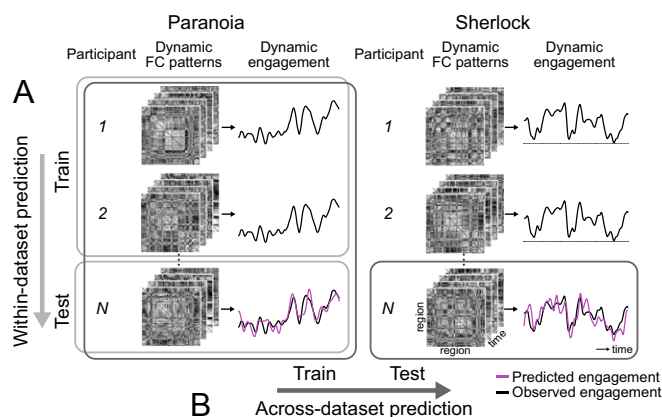 Paranoia
Sherlock
Participant
Dynamic
FC patterns
Dynamic
engagement
Participant
Dynamic
FC patterns
Dynamic
engagement
A
Within-dataset prediction
Train
Test
1
2
N
1
2
N
region
region
time
time
Train
Test
B
Across-dataset prediction
Predicted engagement
Observed engagement